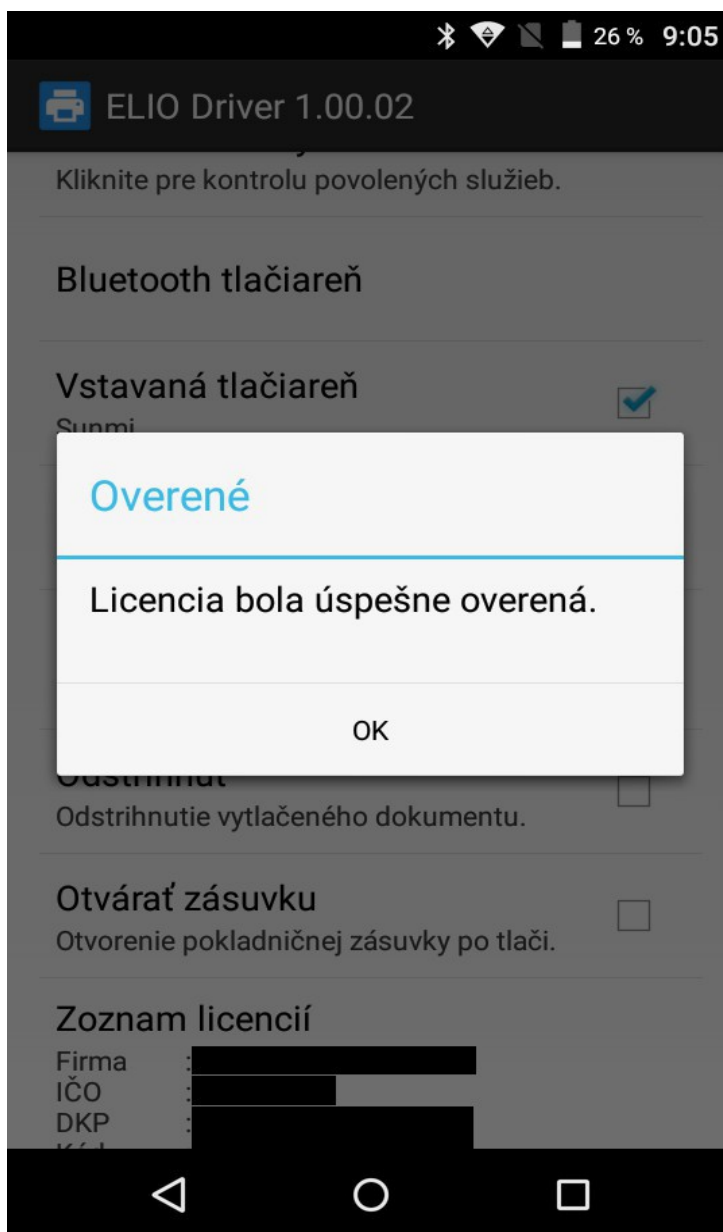 26 % 9:05
ELIO Driver 1.00.02
Kliknite pre kontrolu povolených služieb.
Bluetooth tlačiareň
Vstavaná tlačiareň
Sunmi
Overené
Licencia bola úspešne overená.
OK
Odstrihnúť
Odstrihnutie vytlačeného dokumentu.
Otvárať zásuvku
Otvorenie pokladničnej zásuvky po tlači.
Zoznam licencií
Firma :
IČO :
DKP :